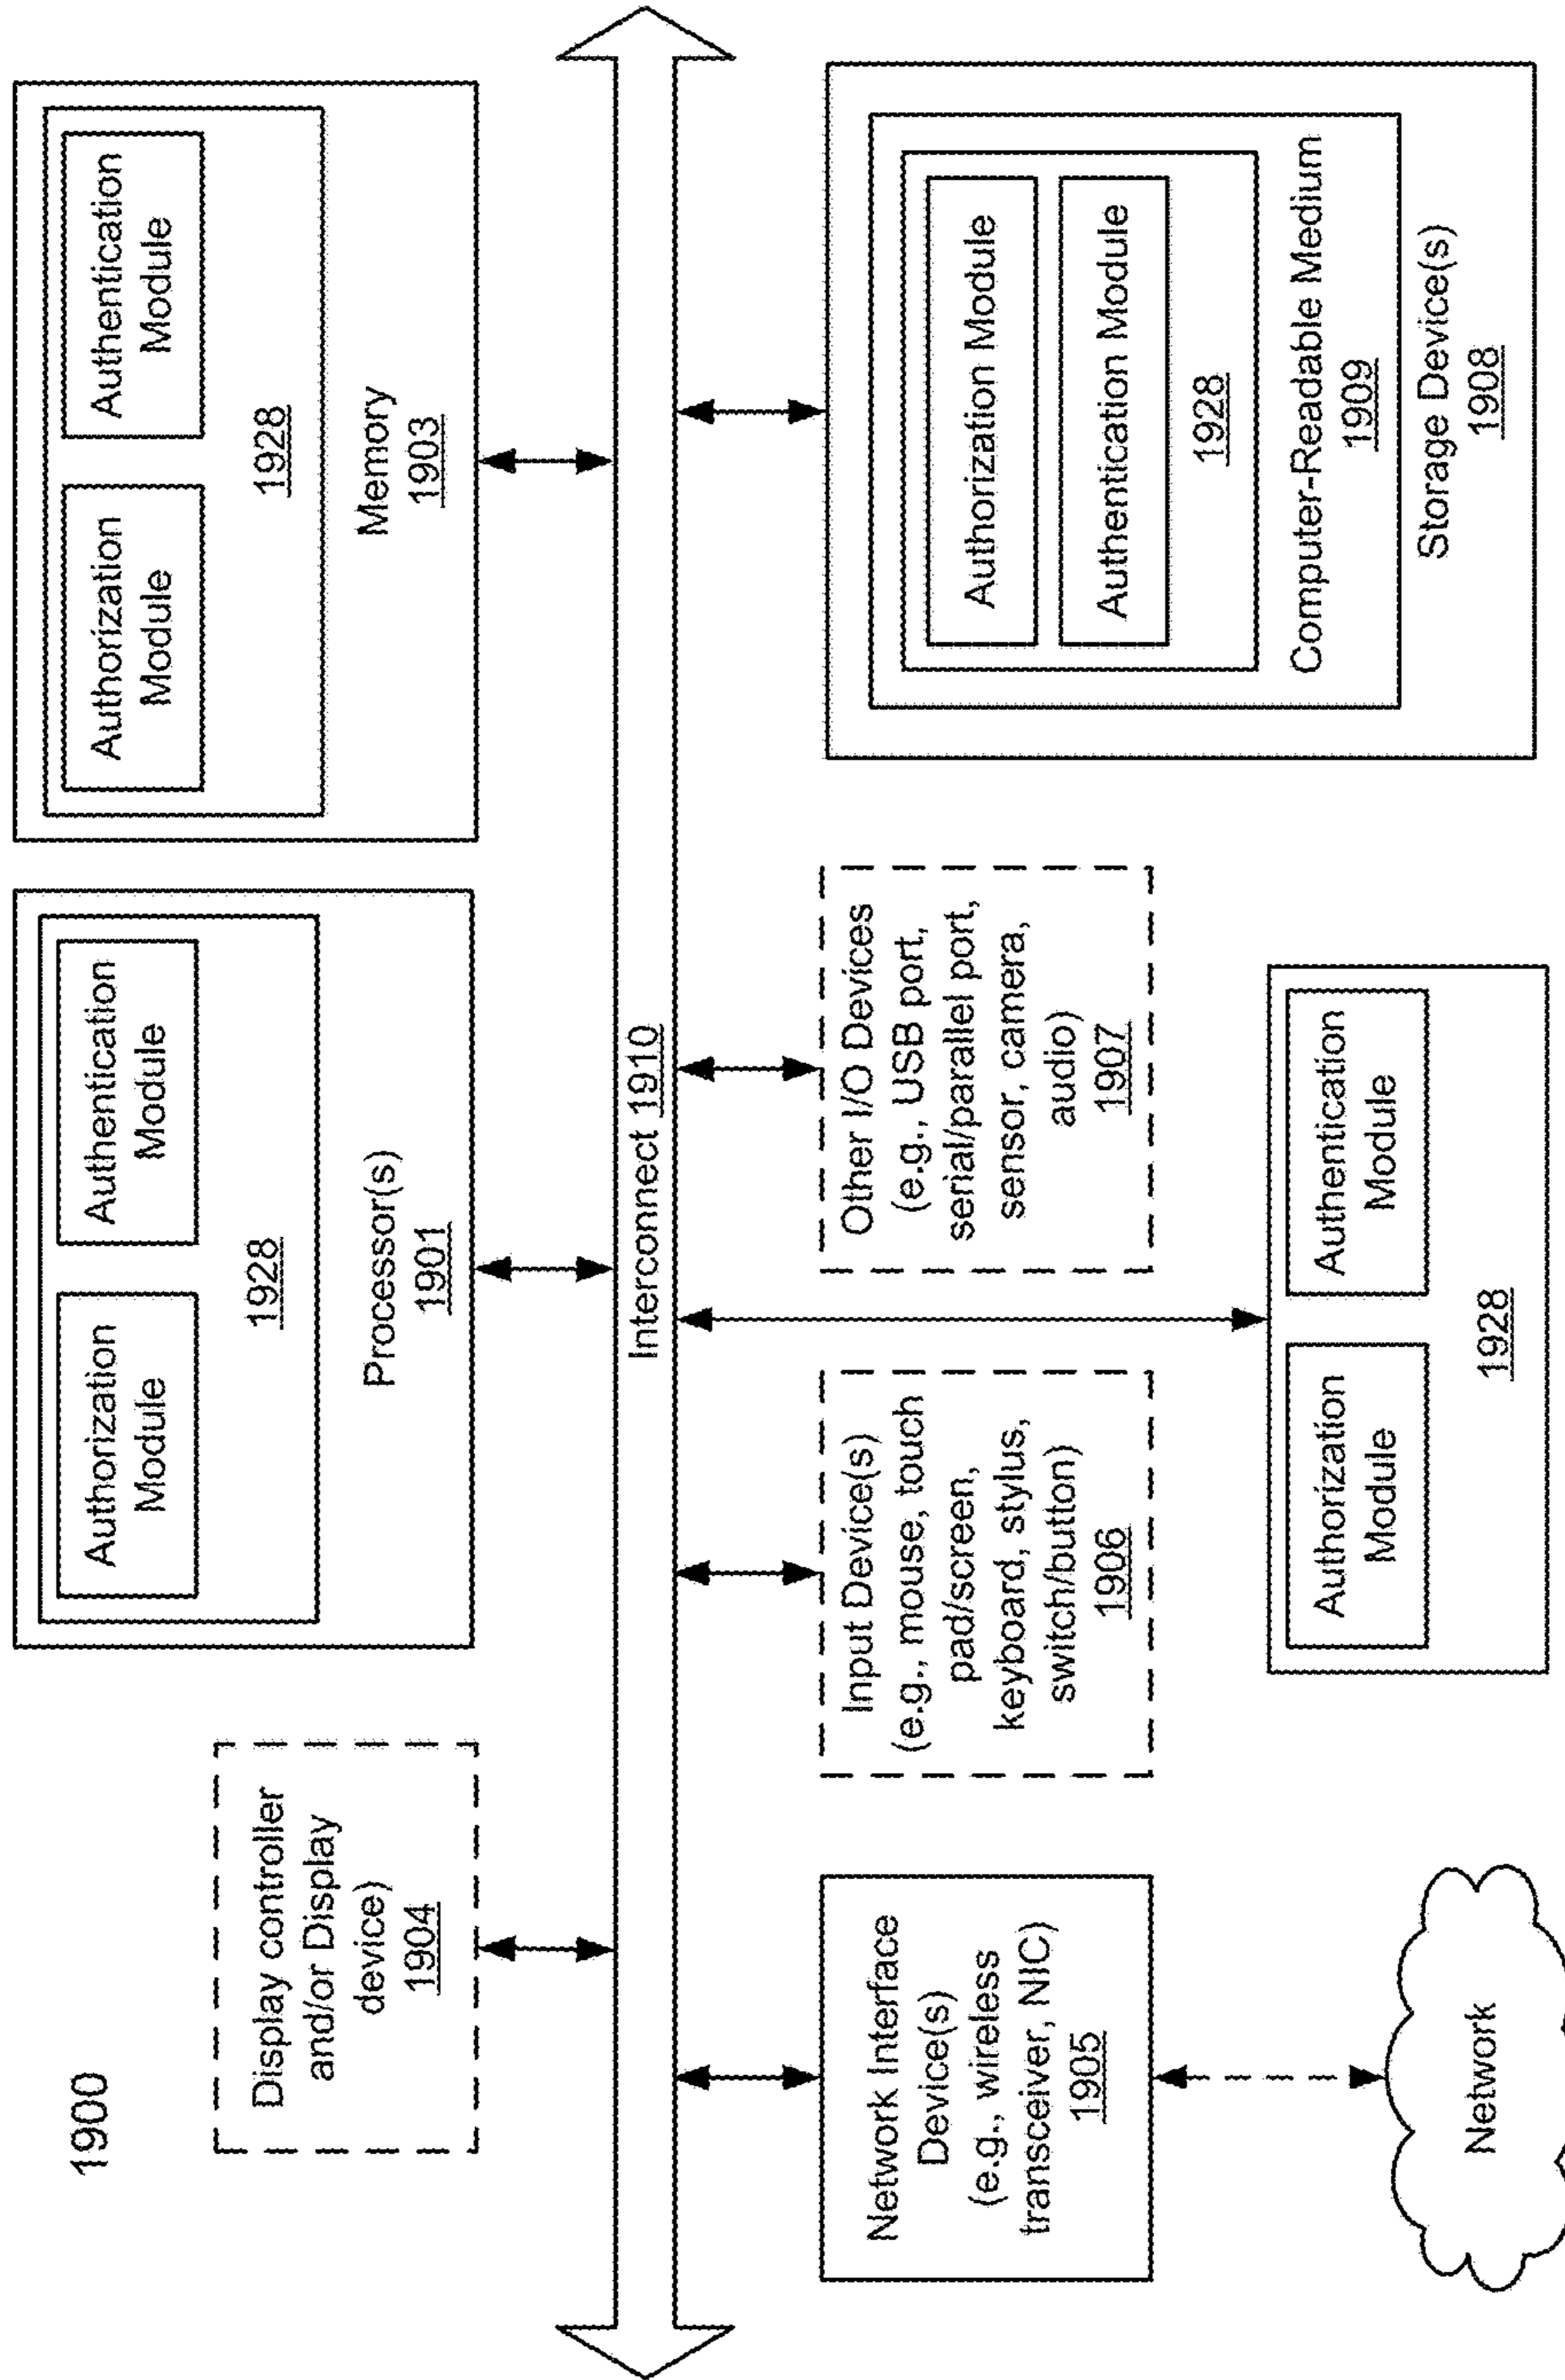 1900
Display controller
and/or Display
device)
1904
Authorization
Module
Authentication
Module
1928
Processor(s)
1901
Authorization
Module
Authentication
Module
1928
Memory
1903
Interconnect 1910
Network Interface
Device(s)
(e.g., wireless
transceiver, NIC)
1905
Input Device(s)
(e.g., mouse, touch
pad/screen,
keyboard, stylus,
switch/button)
1906
Other I/O Devices
(e.g., USB port,
serial/parallel port,
sensor, camera,
audio)
1907
Authorization Module
Authentication Module
1928
Computer-Readable Medium
1909
Storage Device(s)
1908
Network
Authorization
Module
Authentication
Module
1928